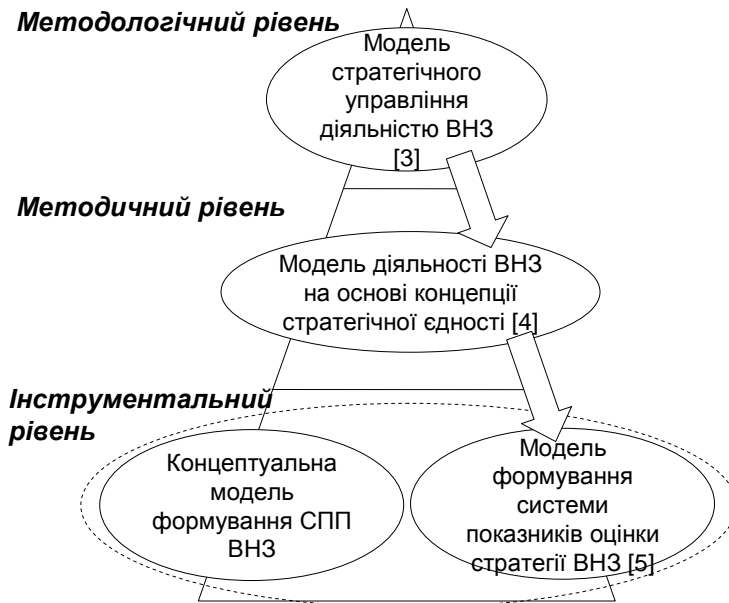 Методологічний рівень
Модель
стратегічного
управління
діяльністю ВНЗ
[3]
Методичний рівень
Модель діяльності ВНЗ
на основі концепції
стратегічної єдності [4]
Інструментальний
рівень
Концептуальна
модель
формування СПП
ВНЗ
Модель
формування
системи
показників оцінки
стратегії ВНЗ [5]